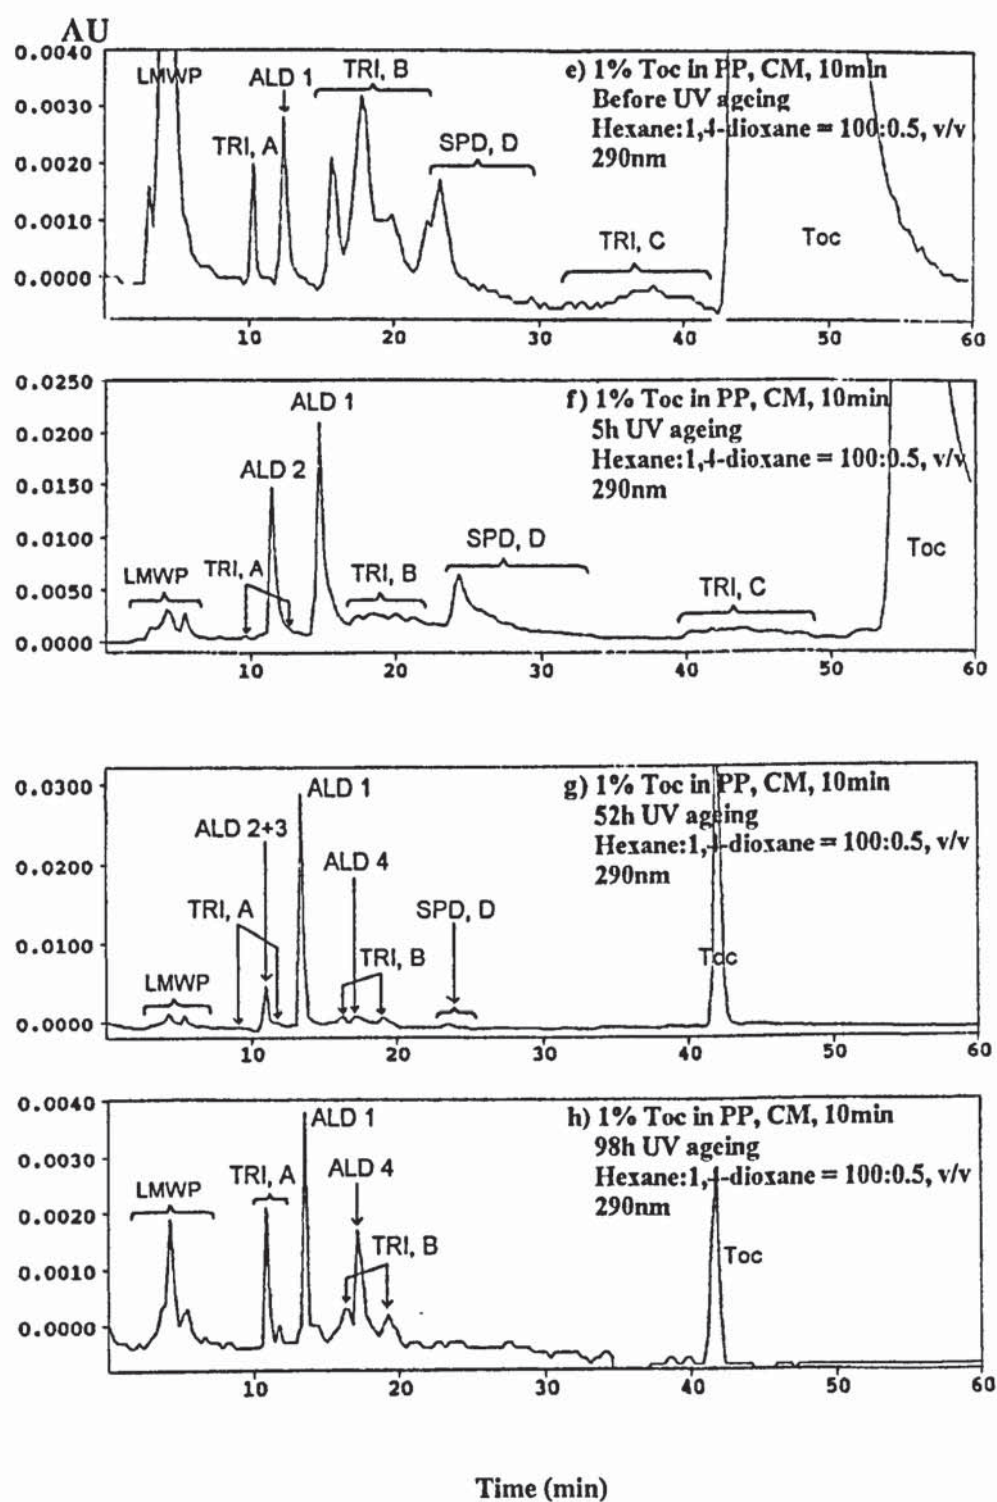 AU
0.0040
0.0030
0.0020
0.0010
0.0000
LMWP
TRI, A
ALD 1
TRI, B
SPD, D
TRI, C
Toc
e) 1% Toc in PP, CM, 10min
Before UV ageing
Hexane:1,4-dioxane = 100:0.5, v/v
290nm
10 20 30 40 50 60
0.0250
0.0200
0.0150
0.0100
0.0050
0.0000
LMWP
TRI, A
ALD 2
ALD 1
TRI, B
SPD, D
TRI, C
Toc
f) 1% Toc in PP, CM, 10min
5h UV ageing
Hexane:1,4-dioxane = 100:0.5, v/v
290nm
10 20 30 40 50 60
0.0300
0.0200
0.0100
0.0000
LMWP
TRI, A
ALD 2+3
ALD 1
ALD 4
TRI, B
SPD, D
Toc
g) 1% Toc in PP, CM, 10min
52h UV ageing
Hexane:1,4-dioxane = 100:0.5, v/v
290nm
10 20 30 40 50 60
0.0040
0.0030
0.0020
0.0010
0.0000
LMWP
TRI, A
ALD 1
ALD 4
TRI, B
Toc
h) 1% Toc in PP, CM, 10min
98h UV ageing
Hexane:1,4-dioxane = 100:0.5, v/v
290nm
10 20 30 40 50 60
Time (min)